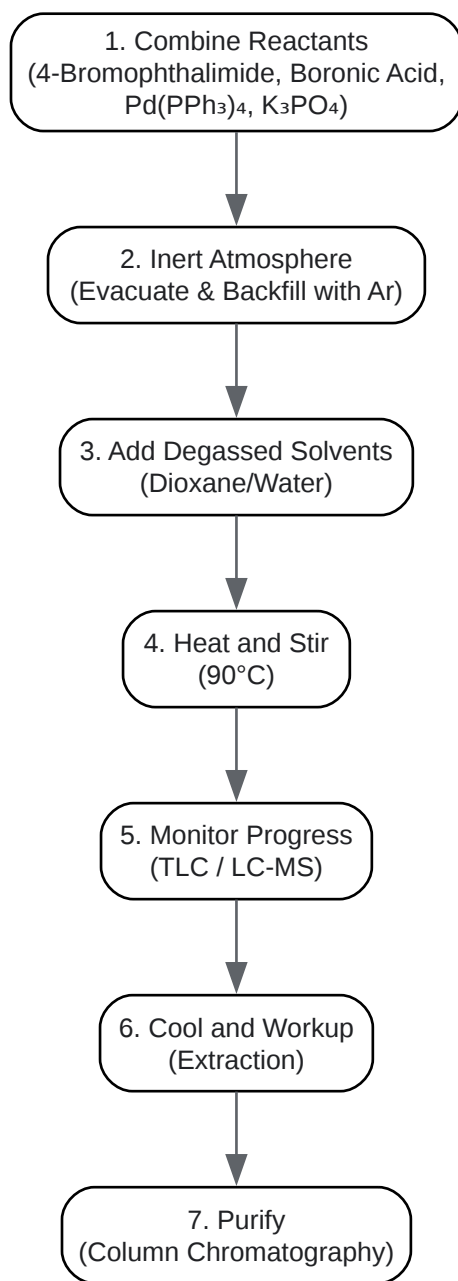 1. Combine Reactants
(4-Bromophthalimide, Boronic Acid,
Pd(PPh₃)₄, K₃PO₄)
2. Inert Atmosphere
(Evacuate & Backfill with Ar)
3. Add Degassed Solvents
(Dioxane/Water)
4. Heat and Stir
(90°C)
5. Monitor Progress
(TLC / LC-MS)
6. Cool and Workup
(Extraction)
7. Purify
(Column Chromatography)